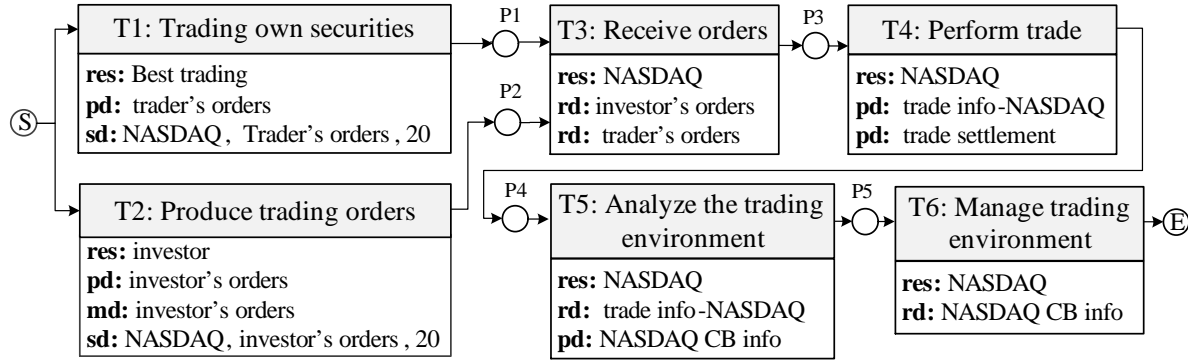 T1: Trading own securities
res: Best trading
pd: trader's orders
sd: NASDAQ, Trader's orders, 20
P1
T3: Receive orders
res: NASDAQ
rd: investor's orders
rd: trader's orders
P3
T4: Perform trade
res: NASDAQ
pd: trade info-NASDAQ
pd: trade settlement
S
P2
T2: Produce trading orders
res: investor
pd: investor's orders
md: investor's orders
sd: NASDAQ, investor's orders, 20
P4
T5: Analyze the trading
environment
res: NASDAQ
rd: trade info-NASDAQ
pd: NASDAQ CB info
P5
T6: Manage trading
environment
res: NASDAQ
rd: NASDAQ CB info
E